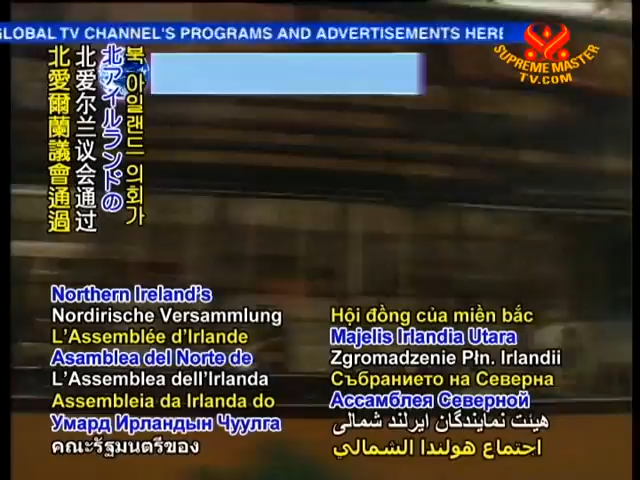 GLOBAL TV CHANNEL'S PROGRAMS AND ADVERTISEMENTS HERE
SUPREME MASTER
TV.COM
북 아일랜드 의회가
北アイルランドの
北爱尔兰议会通过
北愛爾蘭議會通過
Northern Ireland's
Nordirische Versammlung
L'Assemblée d'Irlande
Asamblea del Norte de
L'Assemblea dell'Irlanda
Assembleia da Irlanda do
Умард Ирландын Чуулга
คณะรัฐมนตรีของ
Hội đồng của miền bắc
Majelis Irlandia Utara
Zgromadzenie Płn. Irlandii
Събранието на Северна
Ассамблея Северной
هیئت نمایندگان ایرلند شمالی
اجتماع هولندا الشمالي